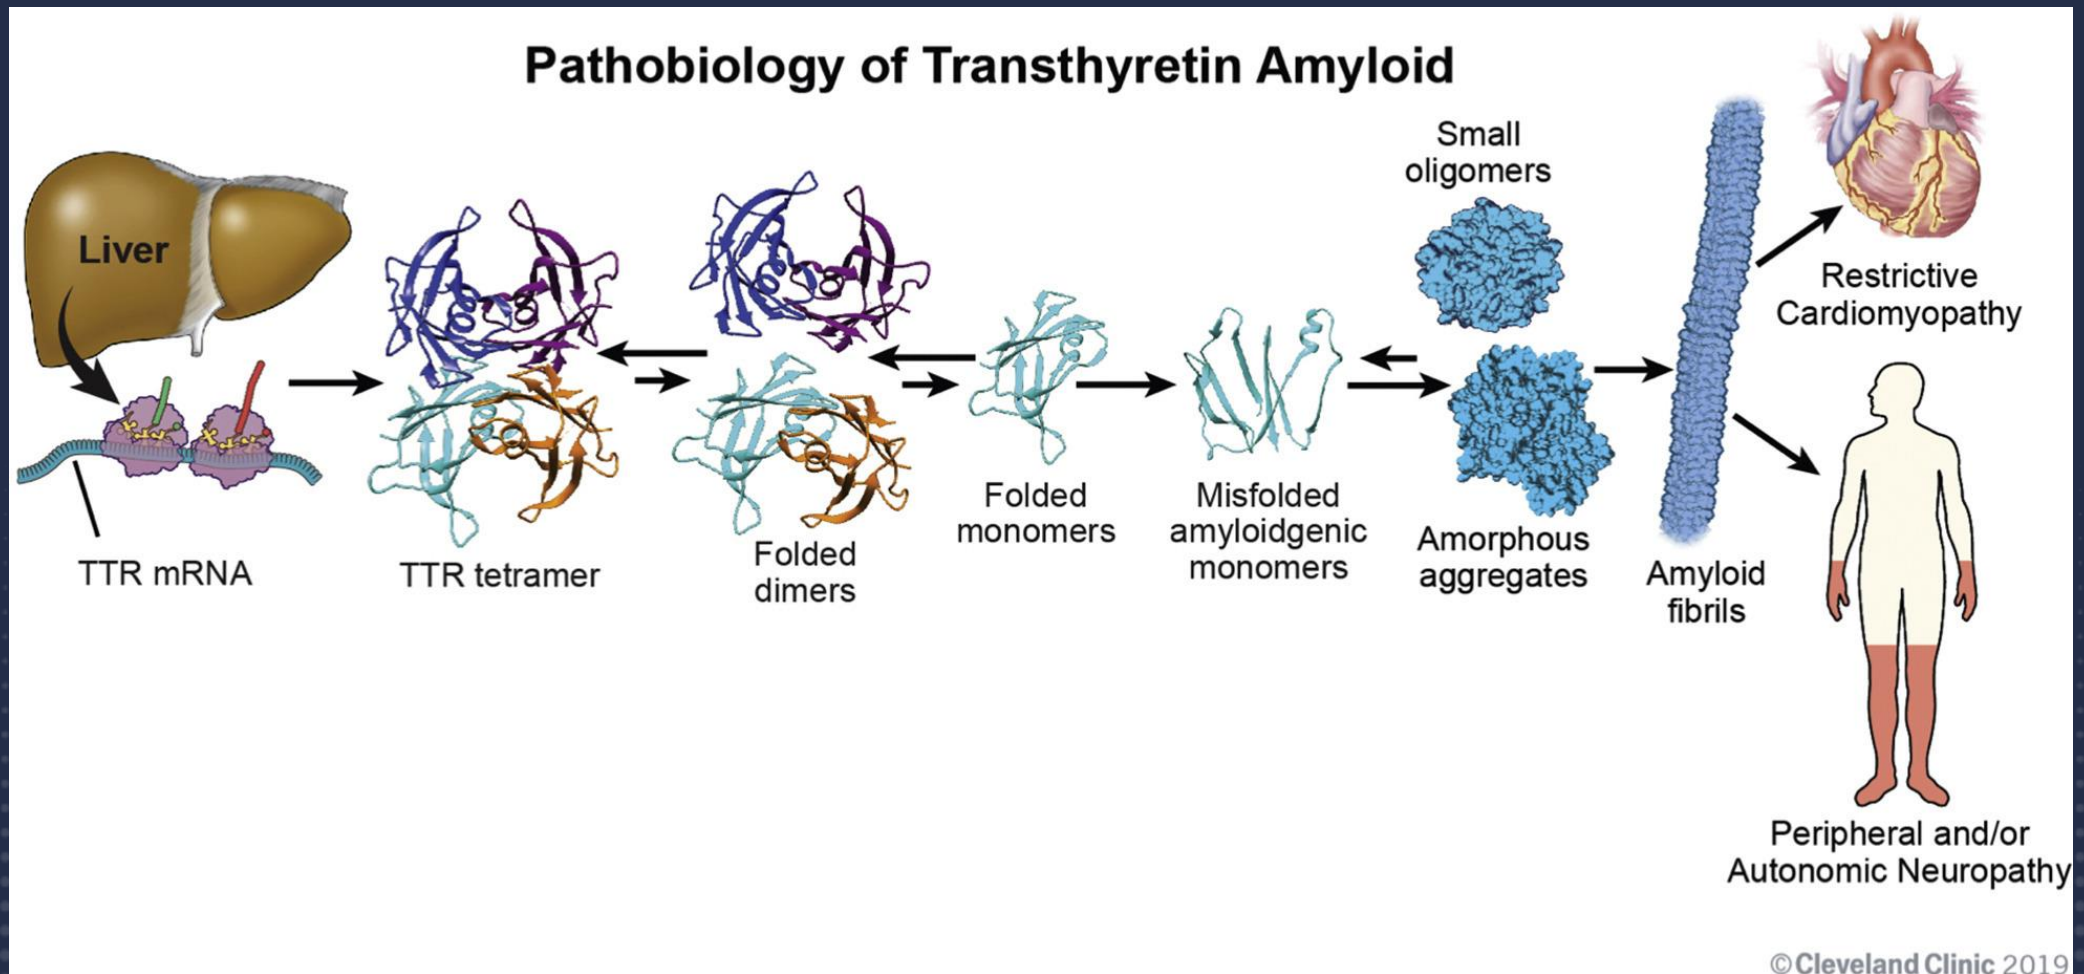 Pathobiology of Transthyretin Amyloid
Liver
TTR mRNA
TTR tetramer
Folded
dimers
Folded
monomers
Misfolded
amyloidgenic
monomers
Small
oligomers
Amorphous
aggregates
Amyloid
fibrils
Restrictive
Cardiomyopathy
Peripheral and/or
Autonomic Neuropathy
©Cleveland Clinic 2019